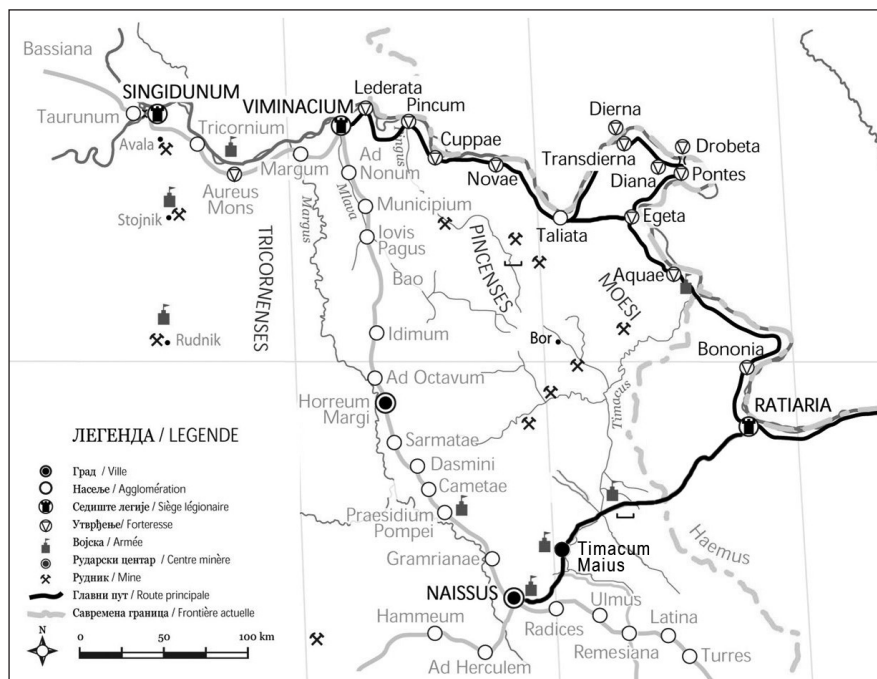 Bassiana
SINGIDUNUM
Taurunum
Avala
Tricornium
Stojnik
Aureus
Mons
Rudnik
TRICORNENSES
VIMINACIUM
Margum
Margus
Mlava
Lederata
Pincum
Pingus
Cuppae
Novae
Ad
Nonum
Municipium
Iovis
Pagus
Bao
PINCENSES
Idimum
Ad Octavum
Horreum
Margi
Sarmatae
Dasmini
Cametae
Praesidium
Pompei
Gramrianae
NAISSUS
Hammeum
Ad Herculem
Dierna
Transdierna
Drobeta
Diana
Pontes
Taliata
Egeta
Aquae
MOESI
Bor
Timacus
Bononia
RATIARIA
Haemus
Timacum
Maius
Radices
Ulmus
Remesiana
Latina
Turres
ЛЕГЕНДА / LEGENDE
Град / Ville
Насеље / Agglomération
Седиште легије / Siège légionaire
Утврђење/ Forteresse
Војска / Armée
Рударски центар / Centre minère
Рудник / Mine
Главни пут / Route principale
Савремена граница / Frontière actuelle
N
0 50 100 km